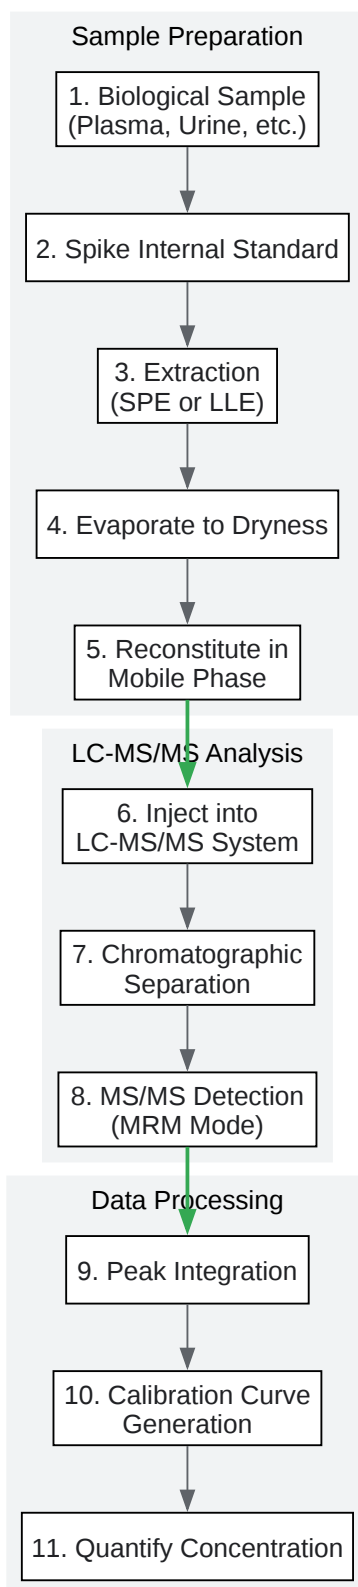 Sample Preparation
1. Biological Sample
(Plasma, Urine, etc.)
2. Spike Internal Standard
3. Extraction
(SPE or LLE)
4. Evaporate to Dryness
5. Reconstitute in
Mobile Phase
LC-MS/MS Analysis
6. Inject into
LC-MS/MS System
7. Chromatographic
Separation
8. MS/MS Detection
(MRM Mode)
Data Processing
9. Peak Integration
10. Calibration Curve
Generation
11. Quantify Concentration